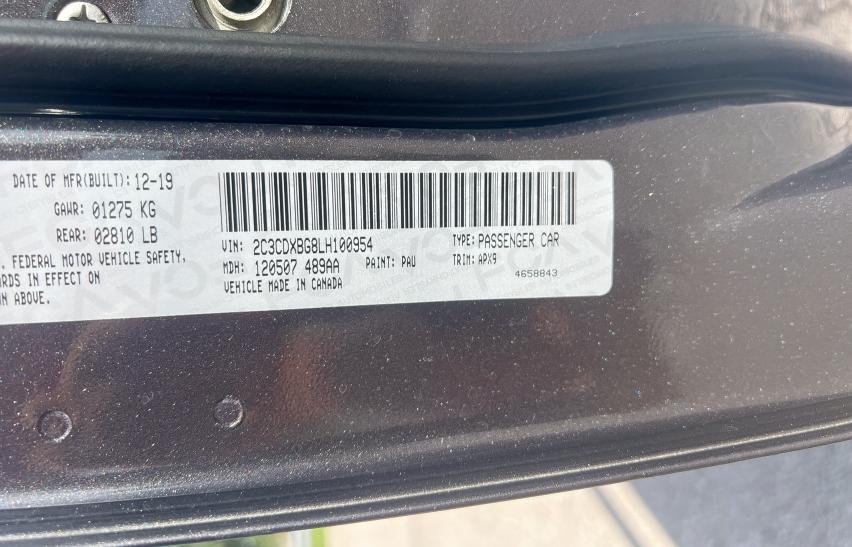 DATE OF MFR(BUILT): 12-19
GAWR: 01275 KG
REAR: 02810 LB
FEDERAL MOTOR VEHICLE SAFETY,
IN EFFECT ON
ABOVE.
VIN: 2C3CDXBG8LH100954 TYPE: PASSENGER CAR
MDH: 120507 489AA PAINT: PAU TRIM: APX9
VEHICLE MADE IN CANADA 4658843